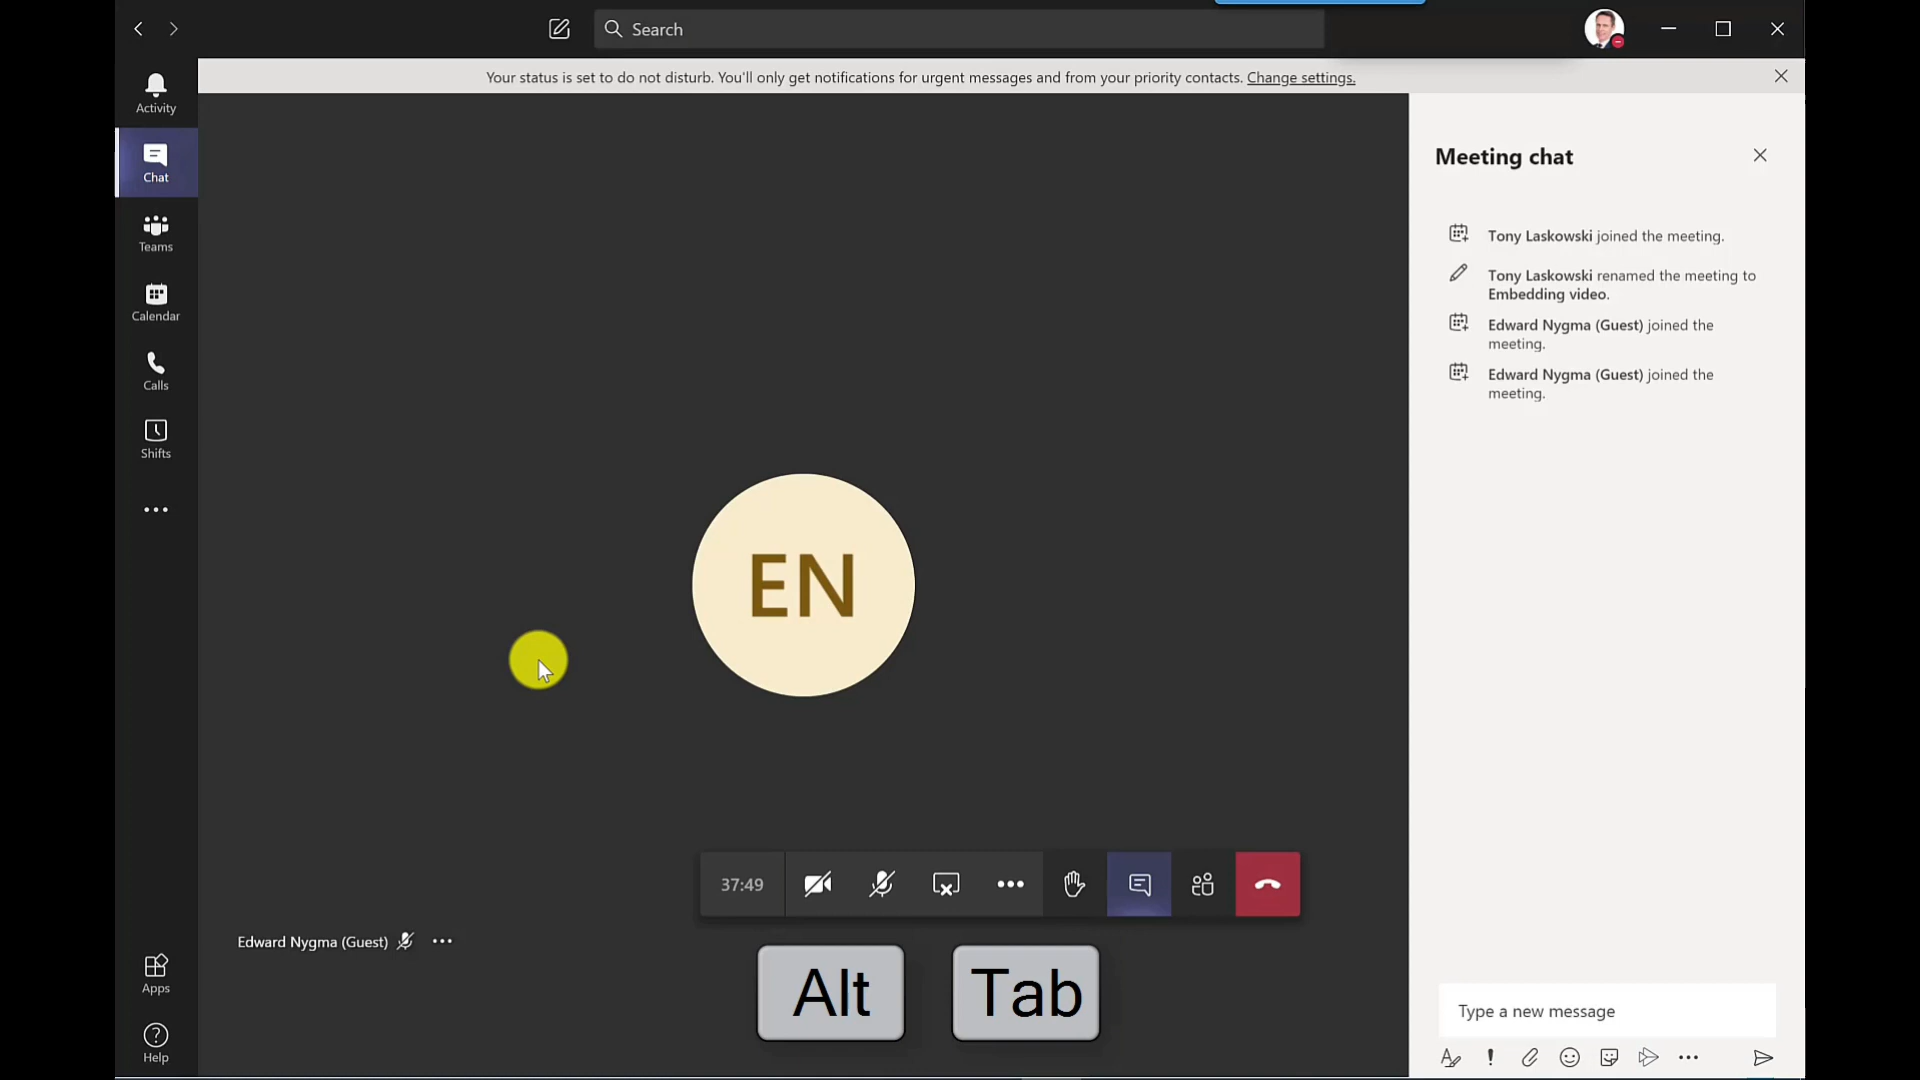 Search
Your status is set to do not disturb. You'll only get notifications for urgent messages and from your priority contacts. Change settings.
Activity
Chat
Teams
Calendar
Calls
Shifts
Apps
Help
EN
Edward Nygma (Guest)
37:49
Alt
Tab
Meeting chat
Tony Laskowski joined the meeting.
Tony Laskowski renamed the meeting to
Embedding video.
Edward Nygma (Guest) joined the
meeting.
Edward Nygma (Guest) joined the
meeting.
Type a new message